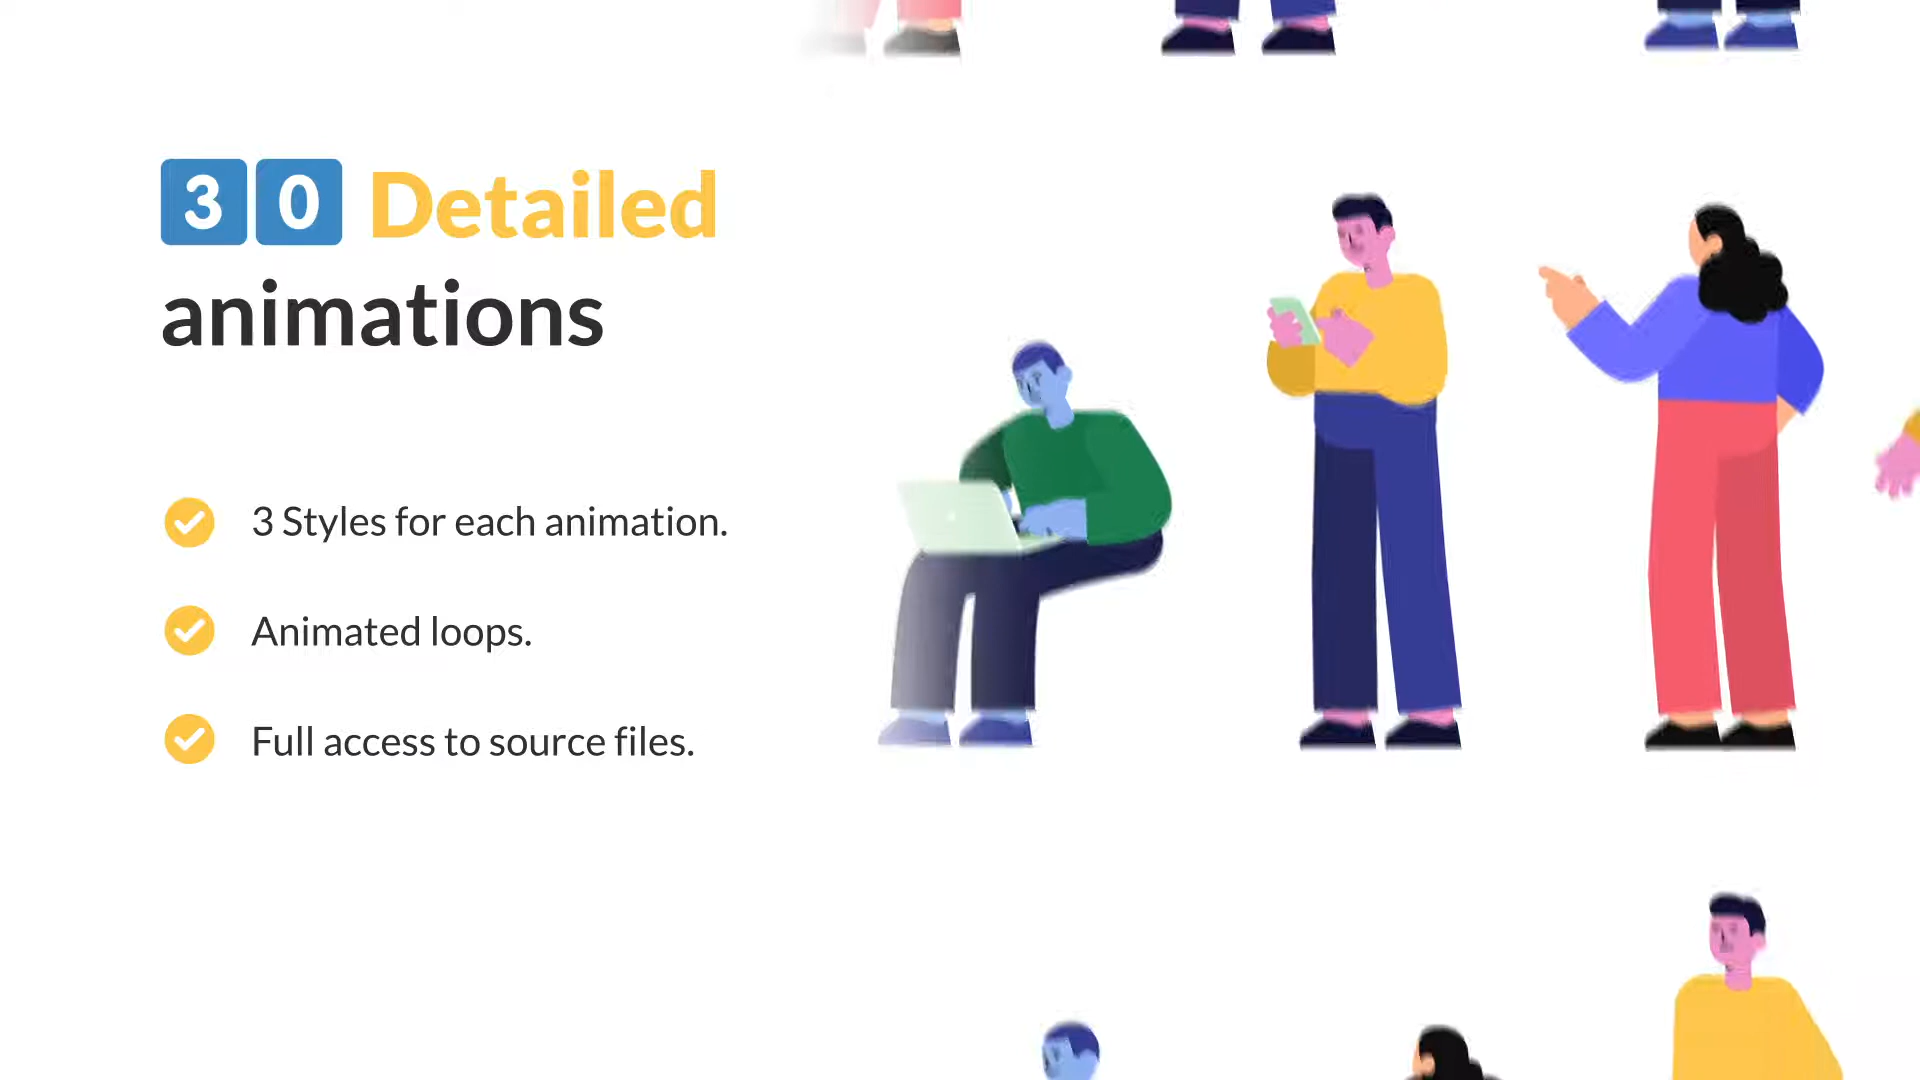 30 Detailed
animations
3 Styles for each animation.
Animated loops.
Full access to source files.